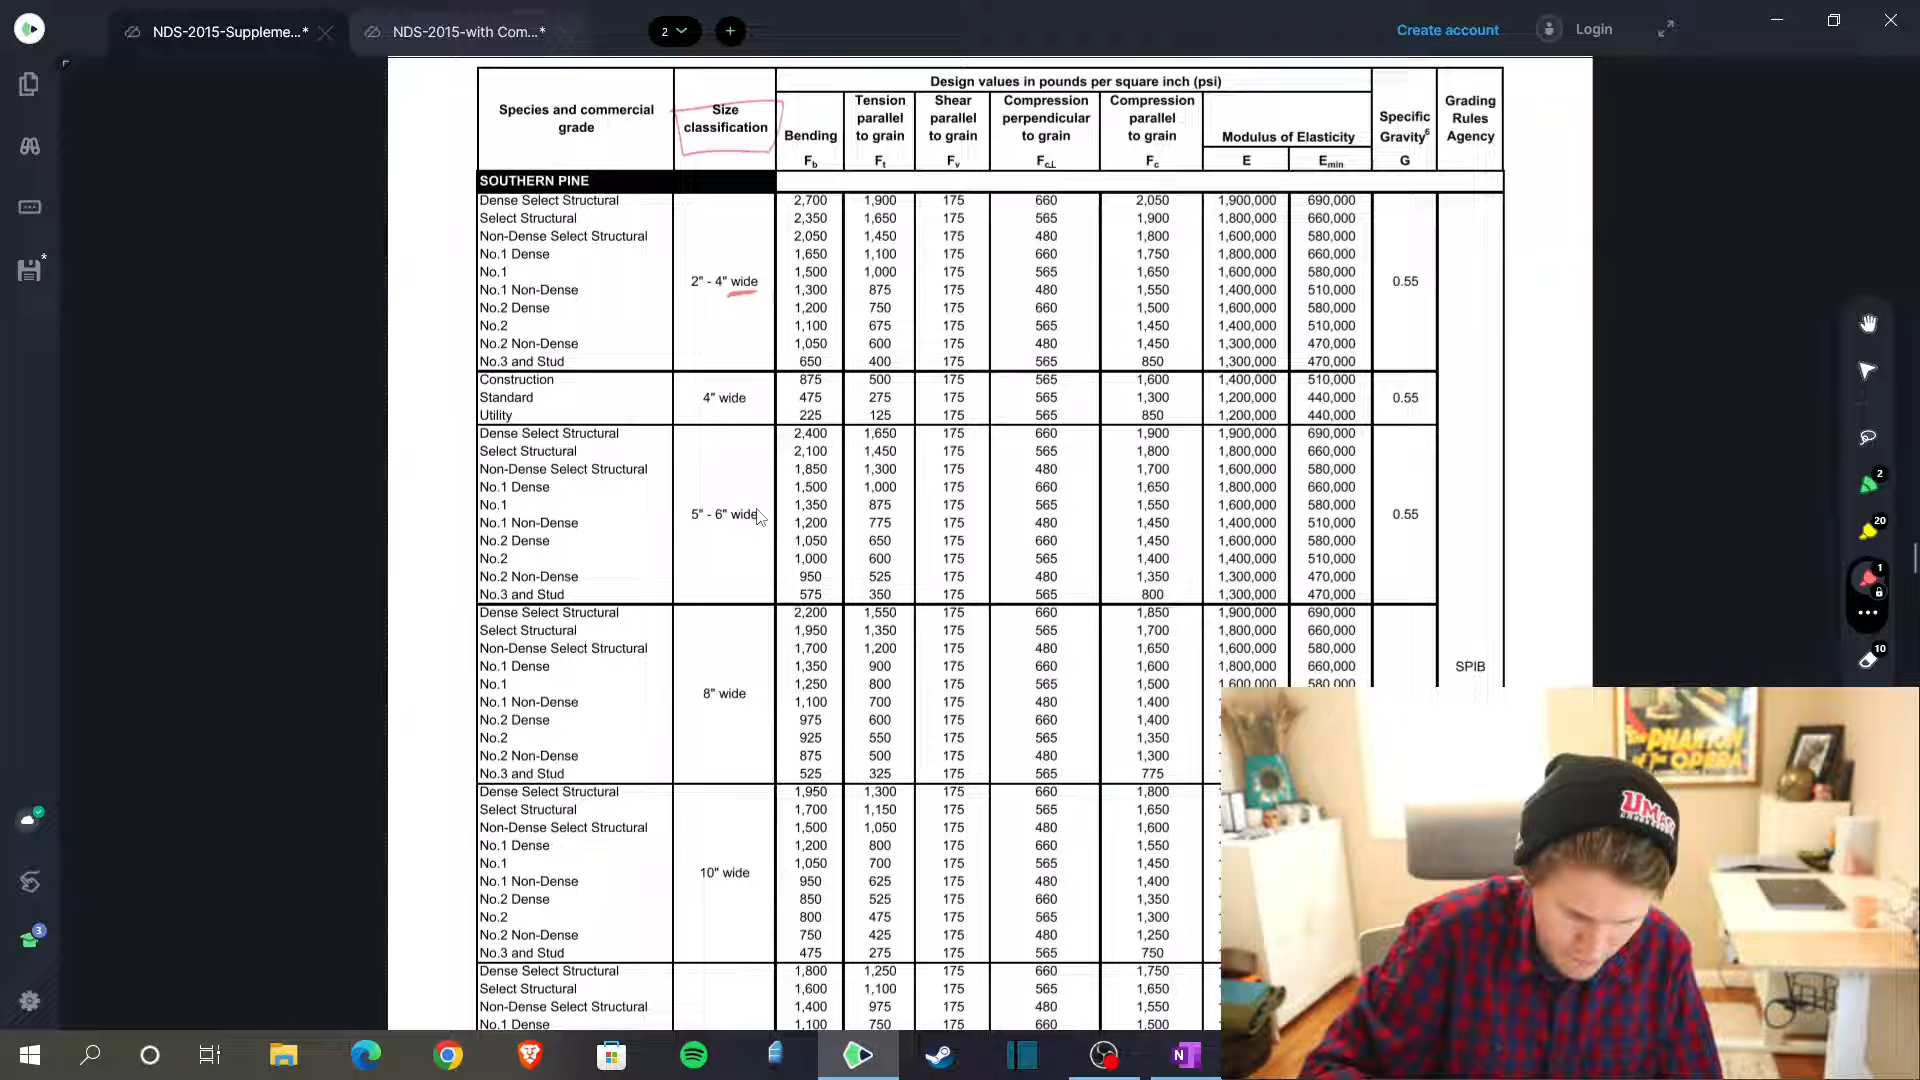 NDS-2015-Suppleme...*
NDS-2015-with Com...*
2
Create account
Login
Species and commercial grade
Size classification
Design values in pounds per square inch (psi)
Bending
Fb
Tension parallel to grain
Ft
Shear parallel to grain
Fv
Compression perpendicular to grain
Fc⊥
Compression parallel to grain
Fc
Modulus of Elasticity
E
Emin
Specific Gravity6
G
Grading Rules Agency
SOUTHERN PINE
Dense Select Structural 2,700 1,900 175 660 2,050 1,900,000 690,000
Select Structural 2,350 1,650 175 565 1,900 1,800,000 660,000
Non-Dense Select Structural 2,050 1,450 175 480 1,800 1,600,000 580,000
No.1 Dense 1,650 1,100 175 660 1,750 1,800,000 660,000
No.1 1,500 1,000 175 565 1,650 1,600,000 580,000
2" - 4" wide 0.55
No.1 Non-Dense 1,300 875 175 480 1,550 1,400,000 510,000
No.2 Dense 1,200 750 175 660 1,500 1,600,000 580,000
No.2 1,100 675 175 565 1,450 1,400,000 510,000
No.2 Non-Dense 1,050 600 175 480 1,450 1,300,000 470,000
No.3 and Stud 650 400 175 565 850 1,300,000 470,000
Construction 875 500 175 565 1,600 1,400,000 510,000
Standard 4" wide 475 275 175 565 1,300 1,200,000 440,000 0.55
Utility 225 125 175 565 850 1,200,000 440,000
Dense Select Structural 2,400 1,650 175 660 1,900 1,900,000 690,000
Select Structural 2,100 1,450 175 565 1,800 1,800,000 660,000
Non-Dense Select Structural 1,850 1,300 175 480 1,700 1,600,000 580,000
No.1 Dense 1,500 1,000 175 660 1,650 1,800,000 660,000
No.1 1,350 875 175 565 1,550 1,600,000 580,000
5" - 6" wide 0.55
No.1 Non-Dense 1,200 775 175 480 1,450 1,400,000 510,000
No.2 Dense 1,050 650 175 660 1,450 1,600,000 580,000
No.2 1,000 600 175 565 1,400 1,400,000 510,000
No.2 Non-Dense 950 525 175 480 1,350 1,300,000 470,000
No.3 and Stud 575 350 175 565 800 1,300,000 470,000
Dense Select Structural 2,200 1,550 175 660 1,850 1,900,000 690,000
Select Structural 1,950 1,350 175 565 1,700 1,800,000 660,000
Non-Dense Select Structural 1,700 1,200 175 480 1,650 1,600,000 580,000
No.1 Dense 1,350 900 175 660 1,600 1,800,000 660,000 SPIB
No.1 1,250 800 175 565 1,500 1,600,000 580,000
8" wide
No.1 Non-Dense 1,100 700 175 480 1,400
No.2 Dense 975 600 175 660 1,400
No.2 925 550 175 565 1,350
No.2 Non-Dense 875 500 175 480 1,300
No.3 and Stud 525 325 175 565 775
Dense Select Structural 1,950 1,300 175 660 1,800
Select Structural 1,700 1,150 175 565 1,650
Non-Dense Select Structural 1,500 1,050 175 480 1,600
No.1 Dense 1,200 800 175 660 1,550
No.1 1,050 700 175 565 1,450
10" wide
No.1 Non-Dense 950 625 175 480 1,400
No.2 Dense 850 525 175 660 1,350
No.2 800 475 175 565 1,300
No.2 Non-Dense 750 425 175 480 1,250
No.3 and Stud 475 275 175 565 750
Dense Select Structural 1,800 1,250 175 660 1,750
Select Structural 1,600 1,100 175 565 1,650
Non-Dense Select Structural 1,400 975 175 480 1,550
No.1 Dense 1,100 750 175 660 1,500
2
20
1
10
3
PHANTOM
OF THE
OPERA
UMass
N